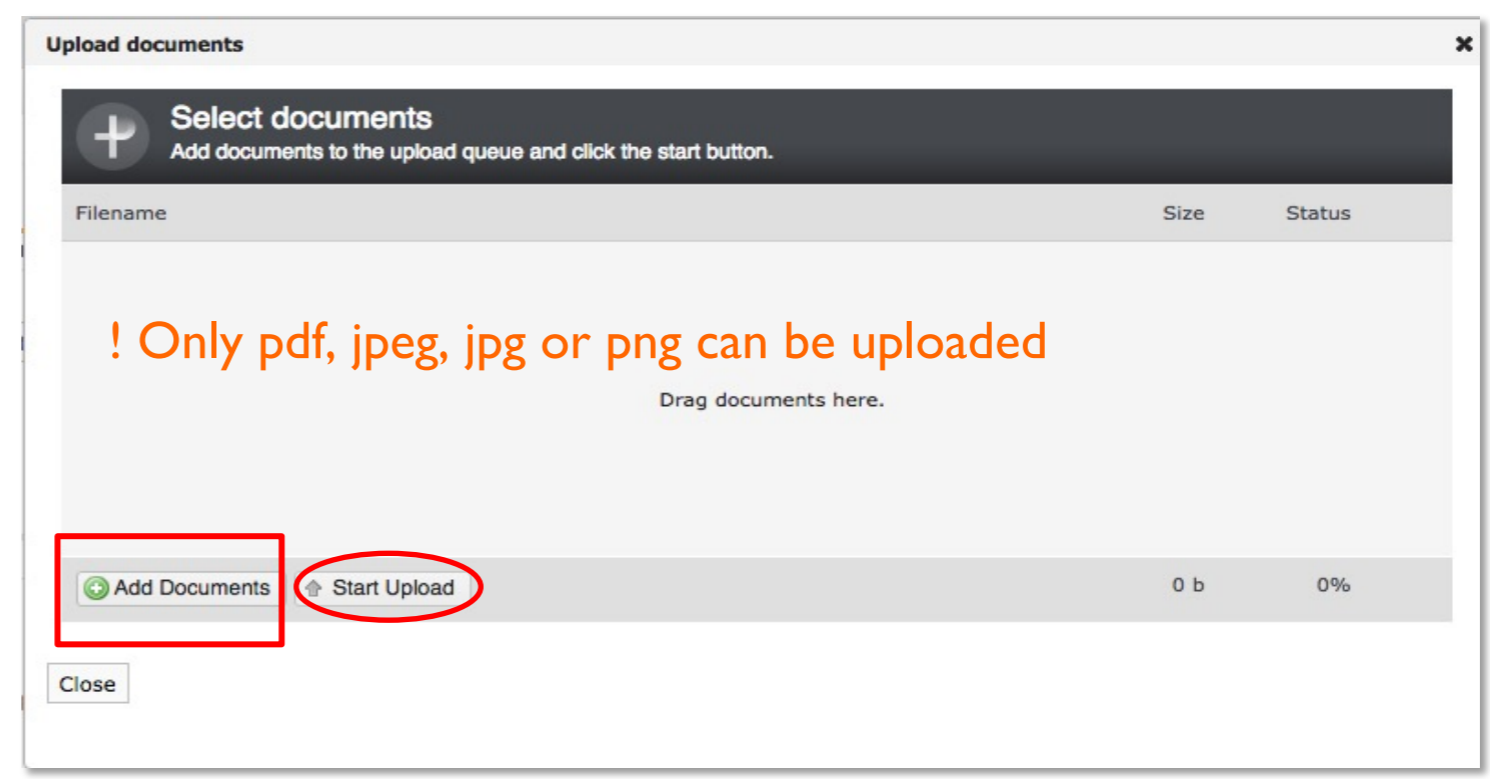 Upload documents
Select documents
Add documents to the upload queue and click the start button.
Filename Size Status
! Only pdf, jpeg, jpg or png can be uploaded
Drag documents here.
Add Documents Start Upload 0 b 0%
Close